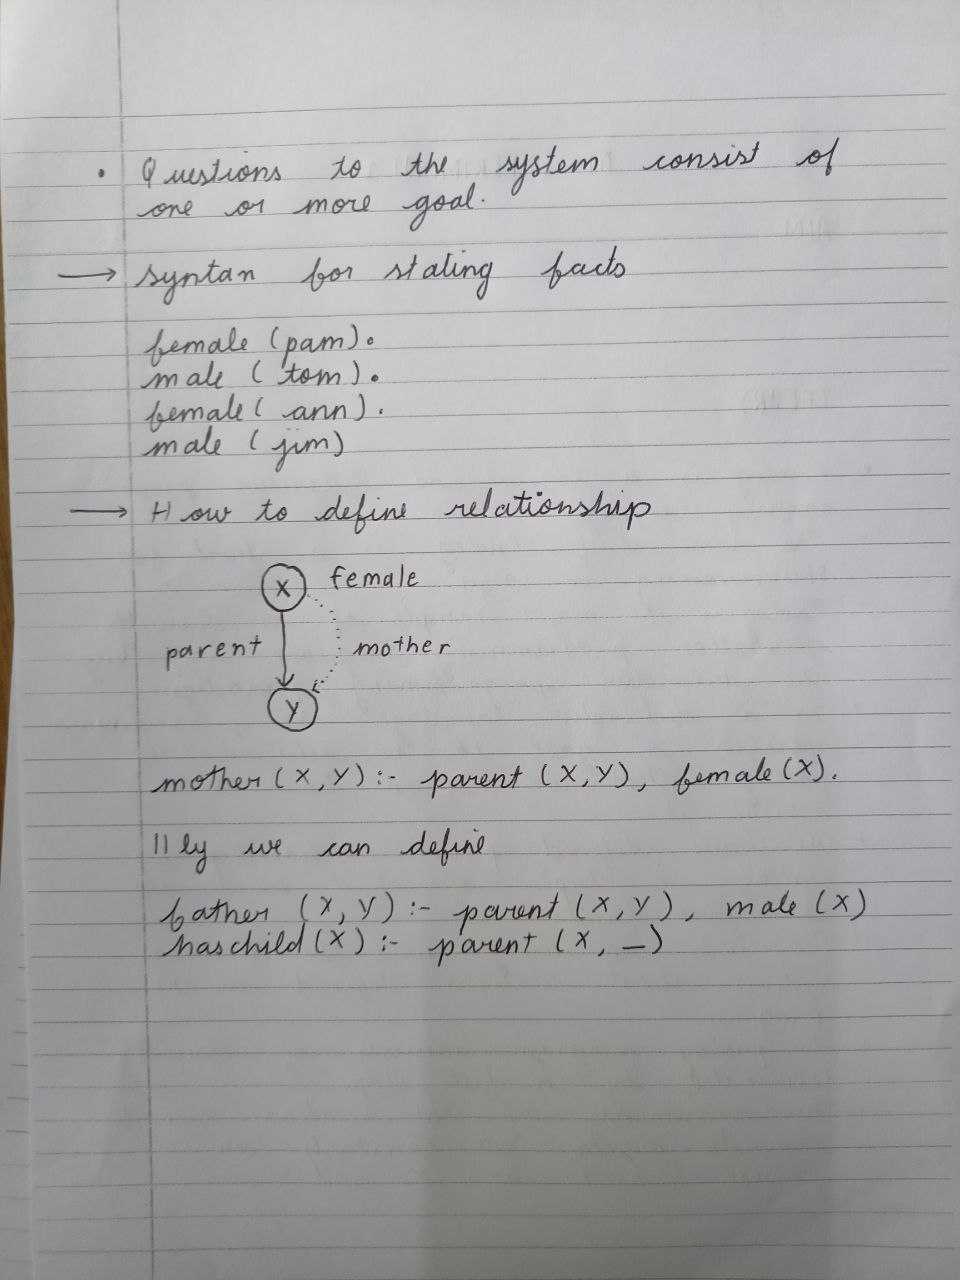 • Questions to the system consist of
one or more goal.
→ Syntax for stating facts
female (pam).
male ( tom ).
female ( ann ).
male ( jim)
→ How to define relationship
X female
parent mother
Y
mother (X, Y) :- parent (X, Y), female (X).
||ly we can define
father (X, Y) :- parent (X, Y), male (X)
haschild (X) :- parent (X, _)